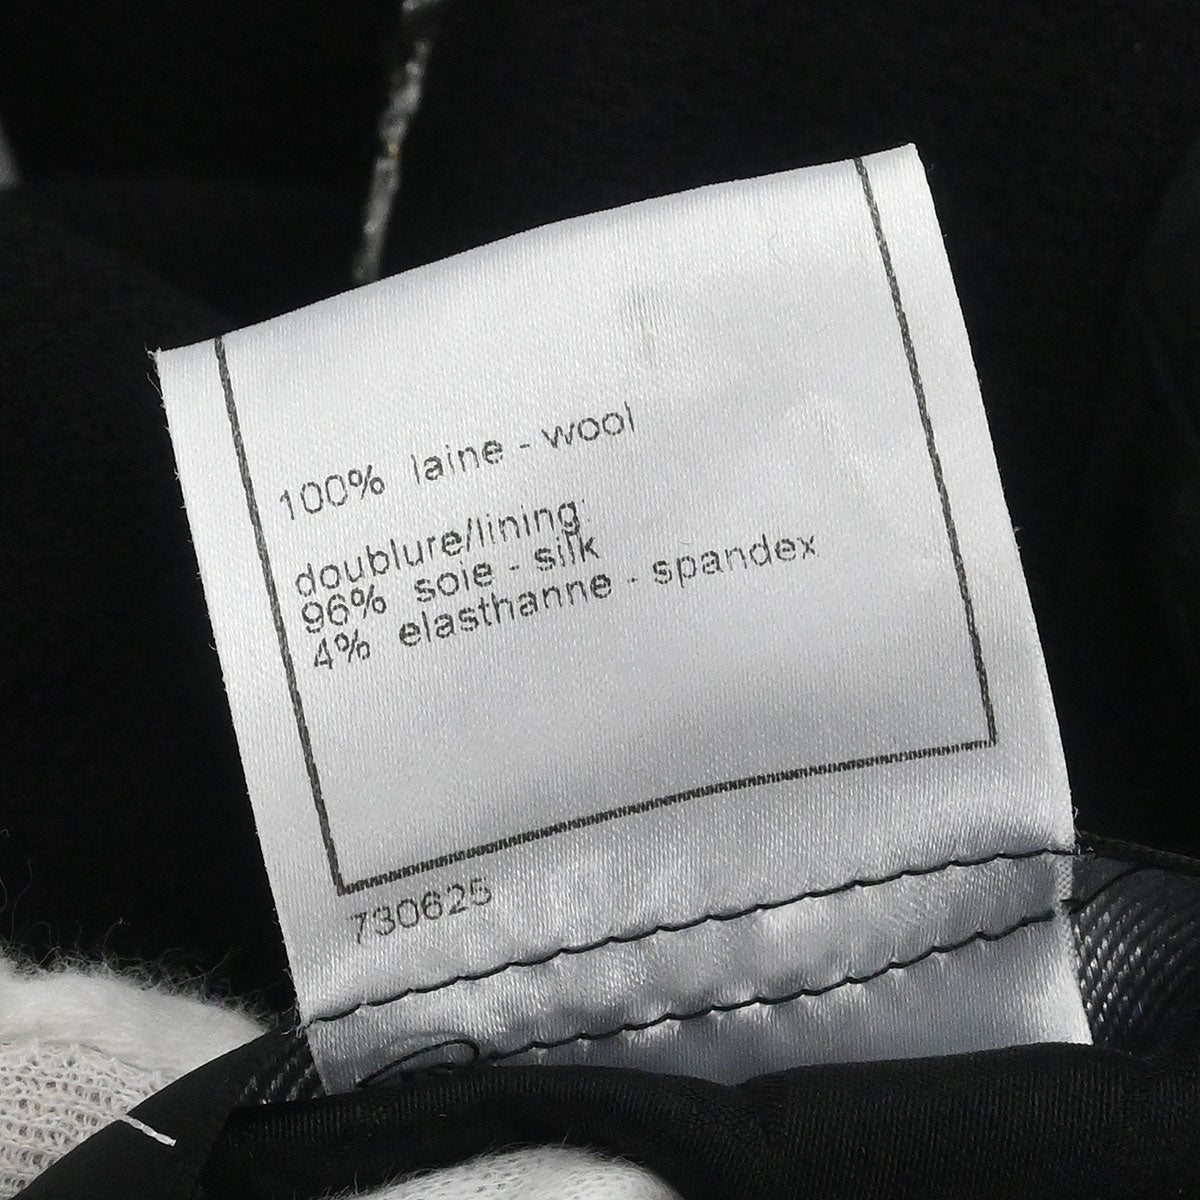 100% laine - wool
doublure/lining:
96% soie - silk
4% elasthanne - spandex
730625